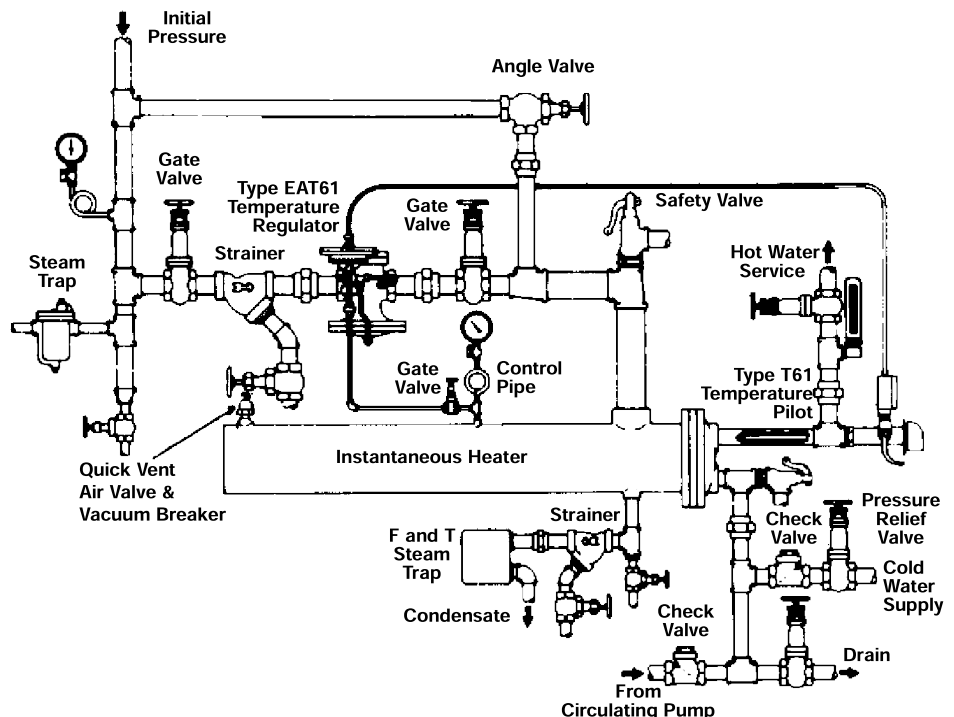 Initial
Pressure
Angle Valve
Gate
Valve
Type EAT61
Temperature
Regulator
Gate
Valve
Safety Valve
Strainer
Steam
Trap
Hot Water
Service
Gate
Valve
Control
Pipe
Type T61
Temperature
Pilot
Quick Vent
Air Valve &
Vacuum Breaker
Instantaneous Heater
F and T
Steam
Trap
Strainer
Condensate
Check
Valve
Pressure
Relief
Valve
Cold
Water
Supply
Check
Valve
Drain
From
Circulating Pump